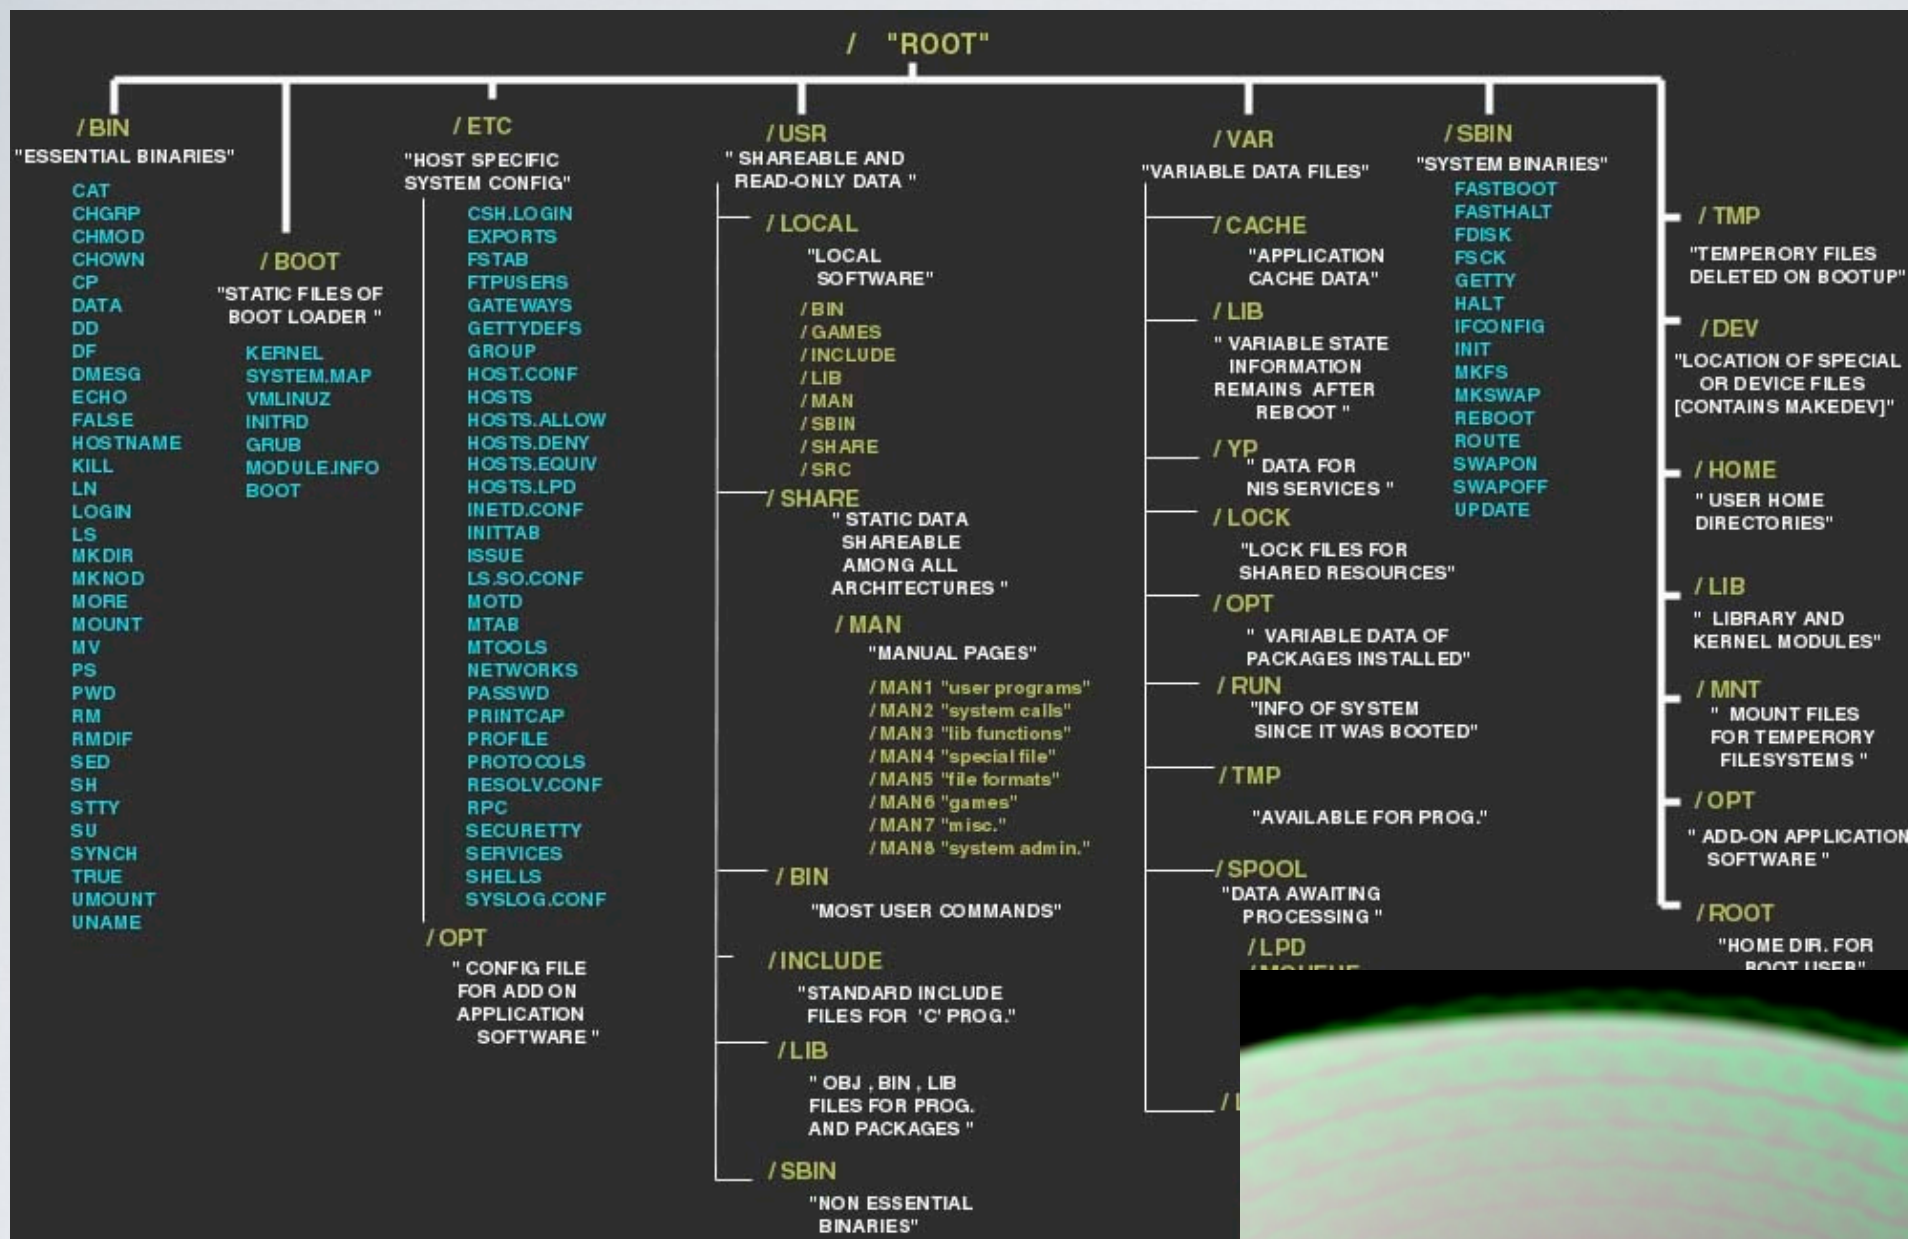 / "ROOT"
/BIN
"ESSENTIAL BINARIES"
CAT
CHGRP
CHMOD
CHOWN
CP
DATA
DD
DF
DMESG
ECHO
FALSE
HOSTNAME
KILL
LN
LOGIN
LS
MKDIR
MKNOD
MORE
MOUNT
MV
PS
PWD
RM
RMDIF
SED
SH
STTY
SU
SYNCH
TRUE
UMOUNT
UNAME
/BOOT
"STATIC FILES OF
BOOT LOADER "
KERNEL
SYSTEM.MAP
VMLINUZ
INITRD
GRUB
MODULE.INFO
BOOT
/ETC
"HOST SPECIFIC
SYSTEM CONFIG"
CSH.LOGIN
EXPORTS
FSTAB
FTPUSERS
GATEWAYS
GETTYDEFS
GROUP
HOST.CONF
HOSTS
HOSTS.ALLOW
HOSTS.DENY
HOSTS.EQUIV
HOSTS.LPD
INETD.CONF
INITTAB
ISSUE
LS.SO.CONF
MOTD
MTAB
MTOOLS
NETWORKS
PASSWD
PRINTCAP
PROFILE
PROTOCOLS
RESOLV.CONF
RPC
SECURETTY
SERVICES
SHELLS
SYSLOG.CONF
/OPT
" CONFIG FILE
FOR ADD ON
APPLICATION
SOFTWARE "
/USR
" SHAREABLE AND
READ-ONLY DATA "
/LOCAL
"LOCAL
SOFTWARE"
/BIN
/GAMES
/INCLUDE
/LIB
/MAN
/SBIN
/SHARE
/SRC
/SHARE
" STATIC DATA
SHAREABLE
AMONG ALL
ARCHITECTURES "
/MAN
"MANUAL PAGES"
/MAN1 "user programs"
/MAN2 "system calls"
/MAN3 "lib functions"
/MAN4 "special file"
/MAN5 "file formats"
/MAN6 "games"
/MAN7 "misc."
/MAN8 "system admin."
/BIN
"MOST USER COMMANDS"
/INCLUDE
"STANDARD INCLUDE
FILES FOR 'C' PROG."
/LIB
" OBJ , BIN , LIB
FILES FOR PROG.
AND PACKAGES "
/SBIN
"NON ESSENTIAL
BINARIES"
/VAR
"VARIABLE DATA FILES"
/CACHE
"APPLICATION
CACHE DATA"
/LIB
" VARIABLE STATE
INFORMATION
REMAINS AFTER
REBOOT "
/YP
" DATA FOR
NIS SERVICES "
/LOCK
"LOCK FILES FOR
SHARED RESOURCES"
/OPT
" VARIABLE DATA OF
PACKAGES INSTALLED"
/RUN
"INFO OF SYSTEM
SINCE IT WAS BOOTED"
/TMP
"AVAILABLE FOR PROG."
/SPOOL
"DATA AWAITING
PROCESSING "
/LPD
/SBIN
"SYSTEM BINARIES"
FASTBOOT
FASTHALT
FDISK
FSCK
GETTY
HALT
IFCONFIG
INIT
MKFS
MKSWAP
REBOOT
ROUTE
SWAPON
SWAPOFF
UPDATE
/TMP
"TEMPERORY FILES
DELETED ON BOOTUP"
/DEV
"LOCATION OF SPECIAL
OR DEVICE FILES
[CONTAINS MAKEDEV]"
/HOME
" USER HOME
DIRECTORIES"
/LIB
" LIBRARY AND
KERNEL MODULES"
/MNT
" MOUNT FILES
FOR TEMPERORY
FILESYSTEMS "
/OPT
" ADD-ON APPLICATION
SOFTWARE "
/ROOT
"HOME DIR. FOR
ROOT USER"